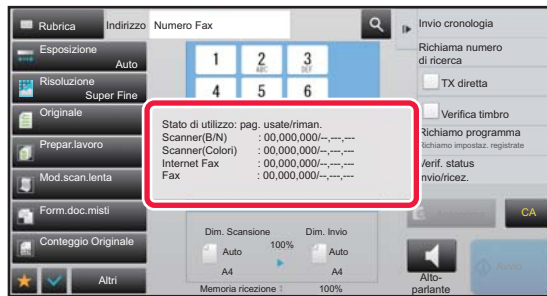 Rubrica
Indirizzo
Numero Fax
Invio cronologia
Esposizione
Auto
Richiama numero
di ricerca
1
2
ABC
3
DEF
Risoluzione
Super Fine
TX diretta
4
5
6
Originale
Verifica timbro
Stato di utilizzo: pag. usate/riman.
Scanner(B/N) : 00,000,000/--,---,---
Scanner(Colori) : 00,000,000/--,---,---
Internet Fax : 00,000,000/--,---,---
Fax : 00,000,000/--,---,---
Prepar.lavoro
Richiamo programma
Richiamo impostaz. registrate
Mod.scan.lenta
Verif. status
invio/ricez.
Form.doc.misti
CA
Dim. Scansione
Dim. Invio
Conteggio Originale
Auto
100%
Auto
A4
A4
Altri
Memoria ricezione :
100%
Alto-
parlante
Avvio